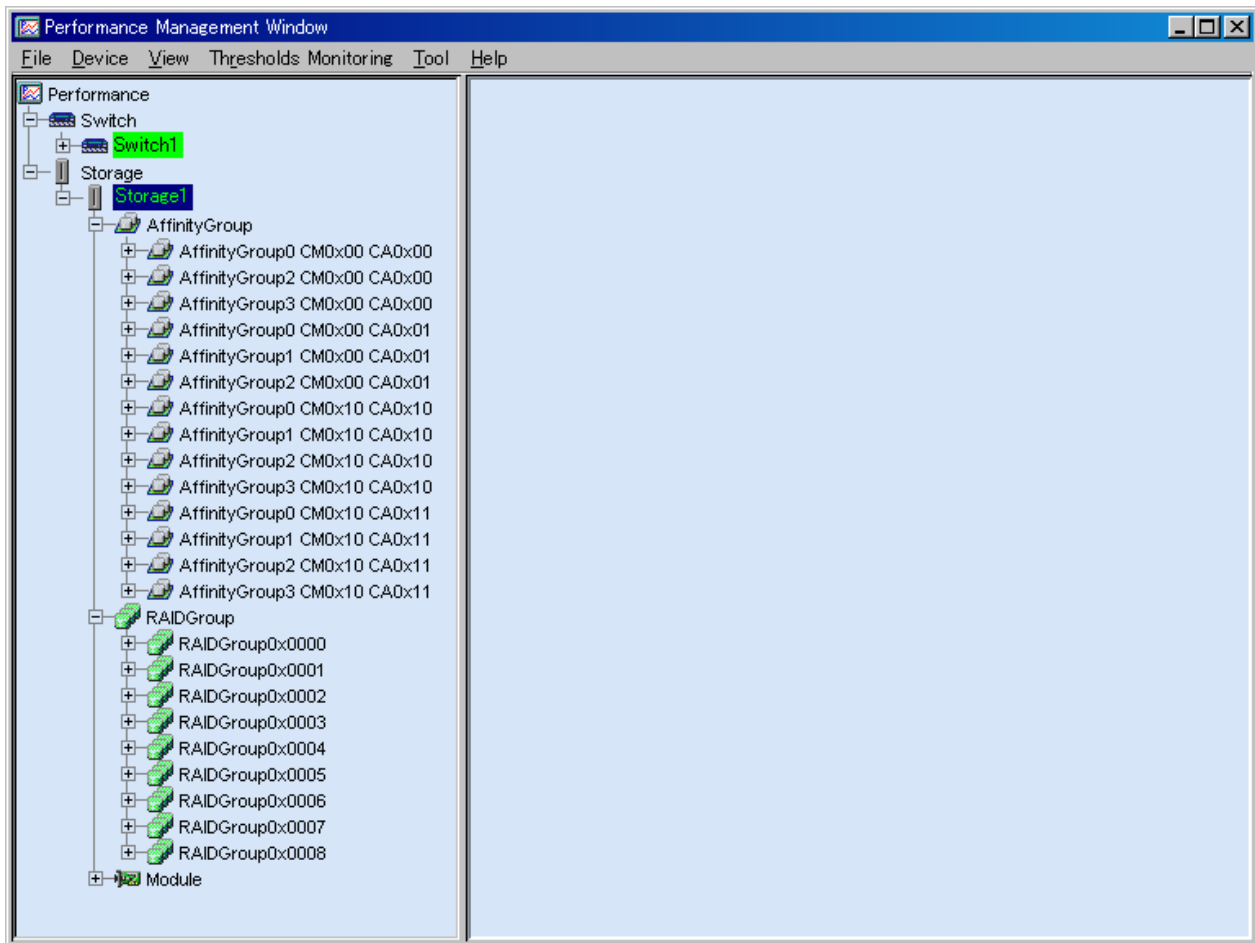 Performance Management Window
File Device View Thresholds Monitoring Tool Help
Performance
Switch
Switch1
Storage
Storage1
AffinityGroup
AffinityGroup0 CM0x00 CA0x00
AffinityGroup2 CM0x00 CA0x00
AffinityGroup3 CM0x00 CA0x00
AffinityGroup0 CM0x00 CA0x01
AffinityGroup1 CM0x00 CA0x01
AffinityGroup2 CM0x00 CA0x01
AffinityGroup0 CM0x10 CA0x10
AffinityGroup1 CM0x10 CA0x10
AffinityGroup2 CM0x10 CA0x10
AffinityGroup3 CM0x10 CA0x10
AffinityGroup0 CM0x10 CA0x11
AffinityGroup1 CM0x10 CA0x11
AffinityGroup2 CM0x10 CA0x11
AffinityGroup3 CM0x10 CA0x11
RAIDGroup
RAIDGroup0x0000
RAIDGroup0x0001
RAIDGroup0x0002
RAIDGroup0x0003
RAIDGroup0x0004
RAIDGroup0x0005
RAIDGroup0x0006
RAIDGroup0x0007
RAIDGroup0x0008
Module